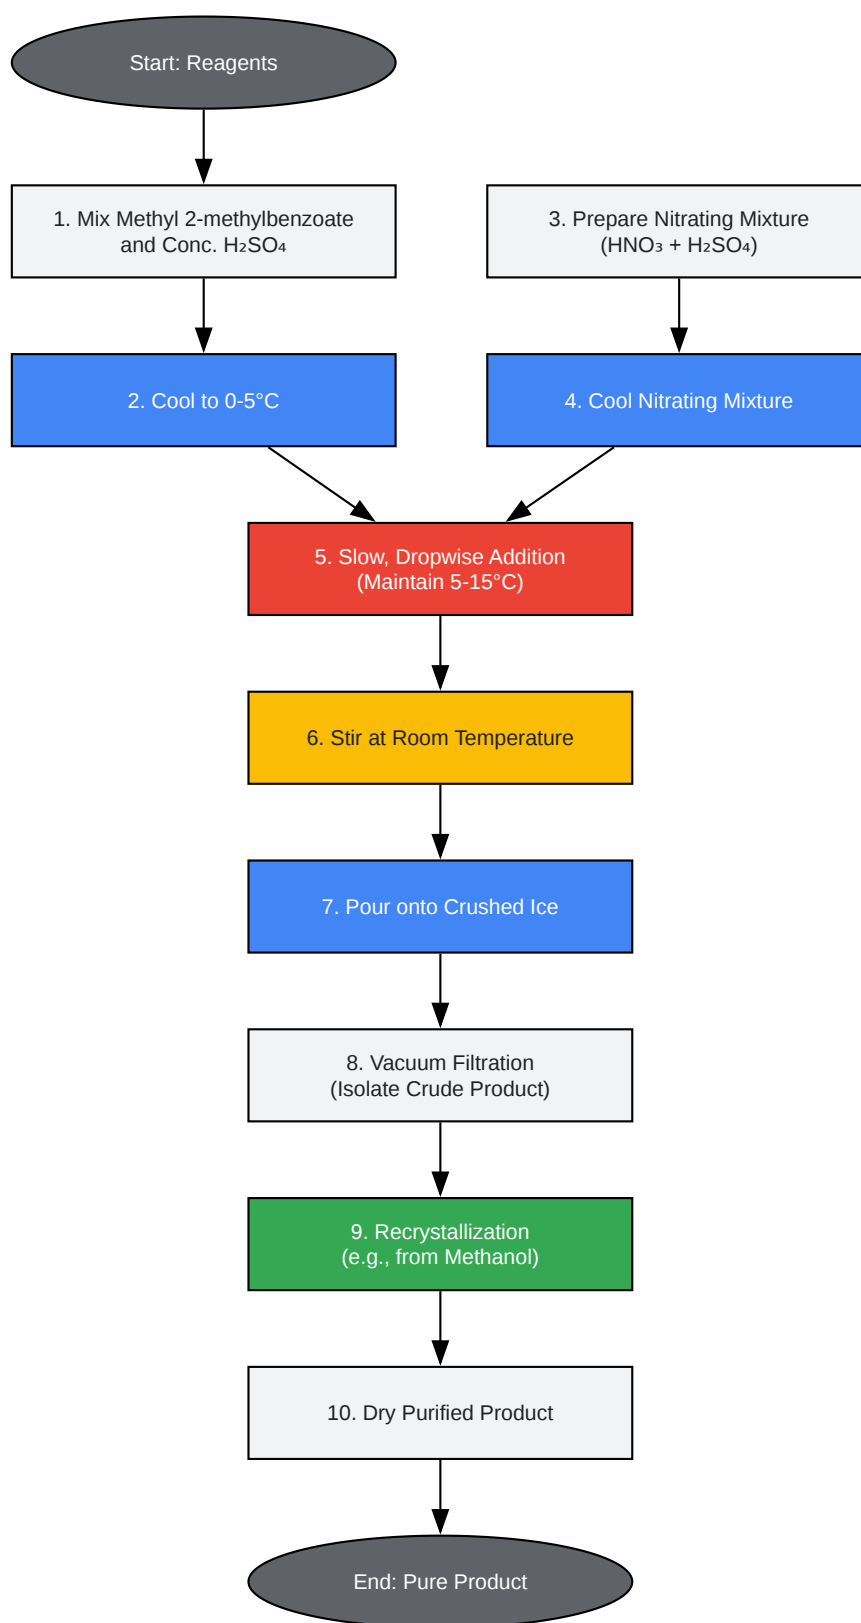 Start: Reagents
1. Mix Methyl 2-methylbenzoate
and Conc. H₂SO₄
3. Prepare Nitrating Mixture
(HNO₃ + H₂SO₄)
2. Cool to 0-5°C
4. Cool Nitrating Mixture
5. Slow, Dropwise Addition
(Maintain 5-15°C)
6. Stir at Room Temperature
7. Pour onto Crushed Ice
8. Vacuum Filtration
(Isolate Crude Product)
9. Recrystallization
(e.g., from Methanol)
10. Dry Purified Product
End: Pure Product